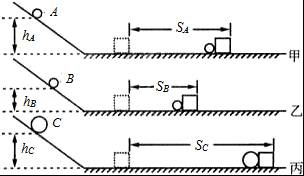 A S_A
h_A 甲
B S_B
h_B 乙
C S_C
h_C 丙